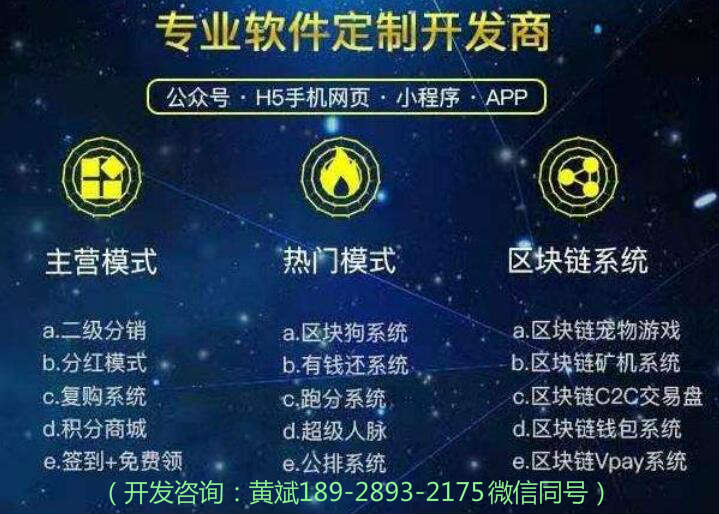 专业软件定制开发商
公众号·H5手机网页·小程序·APP
主营模式
a.二级分销
b.分红模式
c.复购系统
d.积分商城
e.签到+免费领
热门模式
a.区块狗系统
b.有钱还系统
c.跑分系统
d.超级人脉
e.公排系统
区块链系统
a.区块链宠物游戏
b.区块链矿机系统
c.区块链C2C交易盘
d.区块链钱包系统
e.区块链Vpay系统
（开发咨询：黄斌189-2893-2175微信同号）